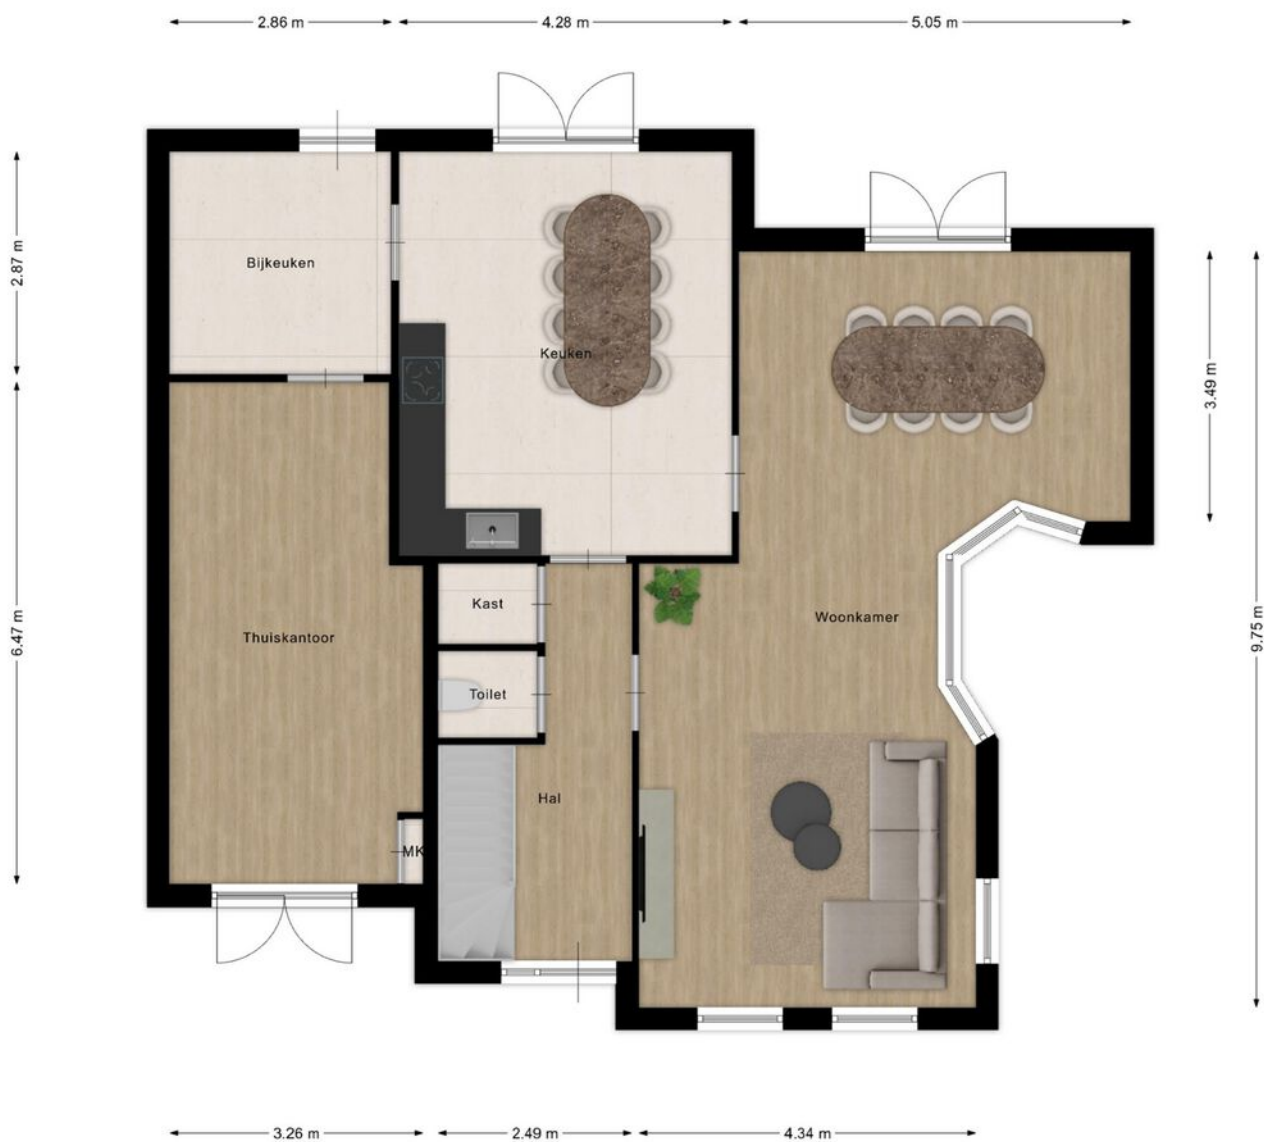 2.86 m
4.28 m
5.05 m
2.87 m
Bijkeuken
Keuken
3.49 m
6.47 m
Kast
Woonkamer
9.75 m
Thuiskantoor
Toilet
Hal
MK
3.26 m
2.49 m
4.34 m